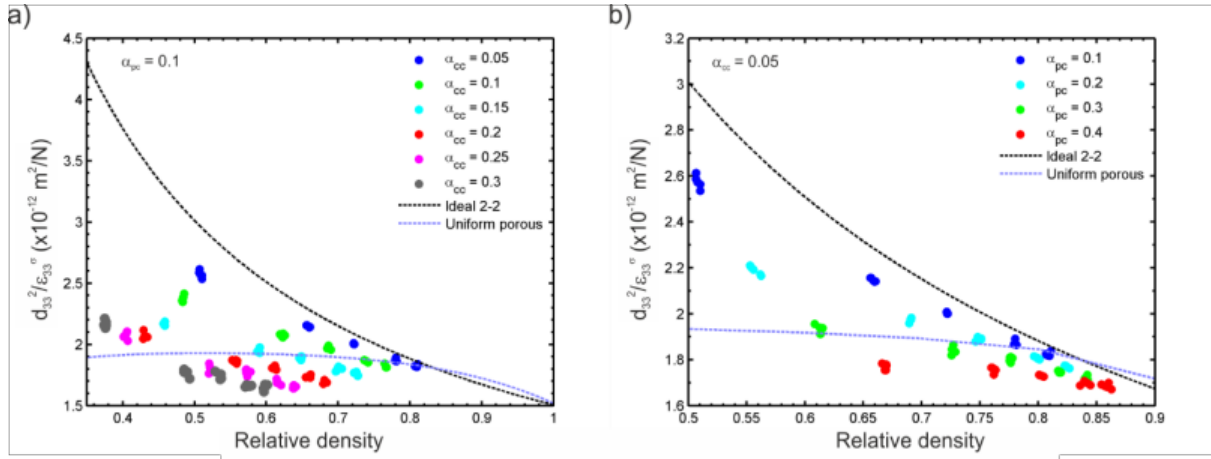 a)
4.5
4
3.5
3
2.5
2
1.5
d₃₃²/ε₃₃^σ (x10⁻¹² m²/N)
α_pc = 0.1
α_cc = 0.05
α_cc = 0.1
α_cc = 0.15
α_cc = 0.2
α_cc = 0.25
α_cc = 0.3
Ideal 2-2
Uniform porous
0.4
0.5
0.6
0.7
0.8
0.9
1
Relative density
b)
3.2
3
2.8
2.6
2.4
2.2
2
1.8
1.6
d₃₃²/ε₃₃^σ (x10⁻¹² m²/N)
α_cc = 0.05
α_pc = 0.1
α_pc = 0.2
α_pc = 0.3
α_pc = 0.4
Ideal 2-2
Uniform porous
0.5
0.55
0.6
0.65
0.7
0.75
0.8
0.85
0.9
Relative density